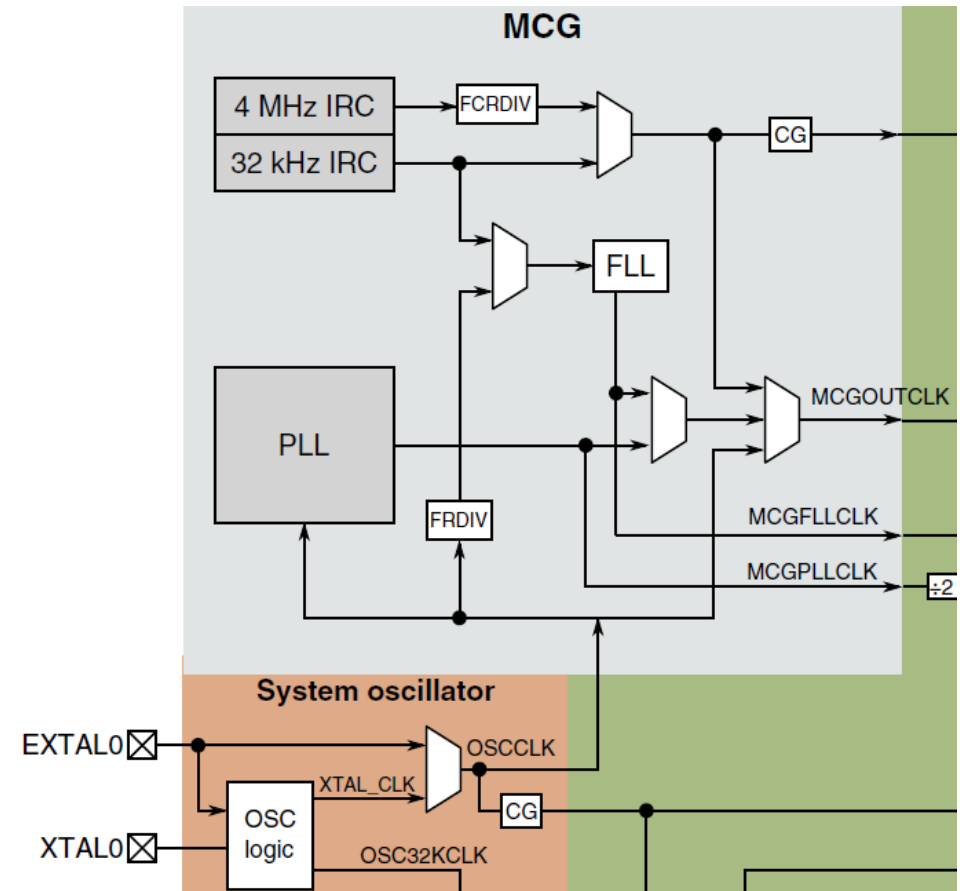 MCG
4 MHz IRC
FCRDIV
32 kHz IRC
CG
FLL
MCGOUTCLK
PLL
FRDIV
MCGFLLCLK
MCGPLLCLK
÷2
System oscillator
EXTAL0
OSCCLK
XTAL_CLK
CG
OSC
logic
XTAL0
OSC32KCLK